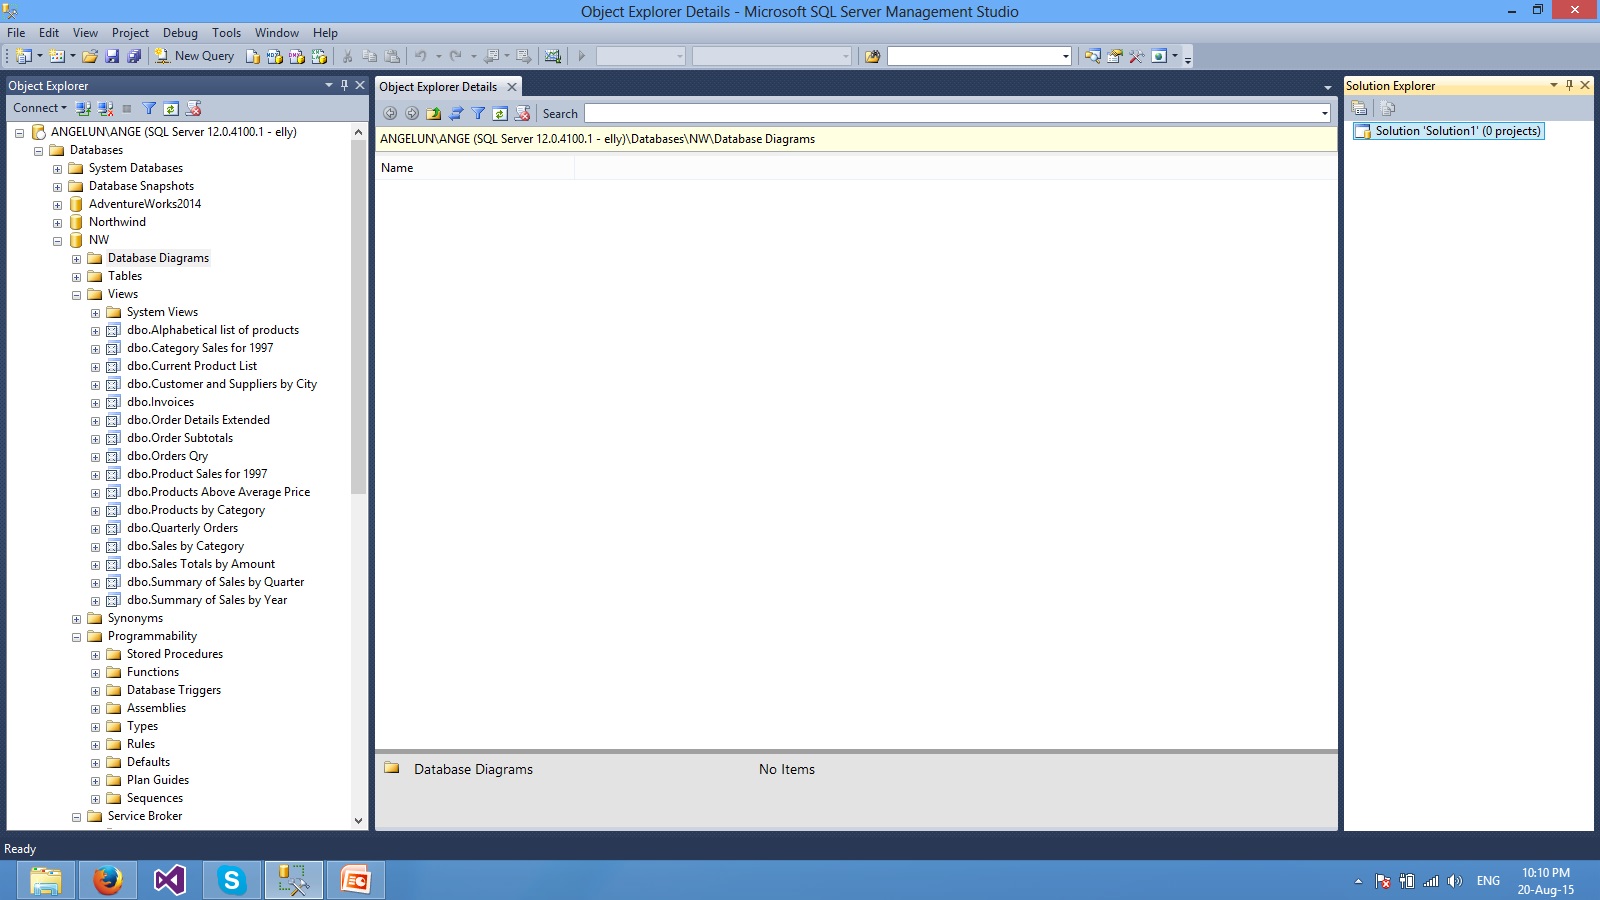 Object Explorer Details - Microsoft SQL Server Management Studio
File Edit View Project Debug Tools Window Help
New Query
Object Explorer
Connect
ANGELUN\ANGE (SQL Server 12.0.4100.1 - elly)
Databases
System Databases
Database Snapshots
AdventureWorks2014
Northwind
NW
Database Diagrams
Tables
Views
System Views
dbo.Alphabetical list of products
dbo.Category Sales for 1997
dbo.Current Product List
dbo.Customer and Suppliers by City
dbo.Invoices
dbo.Order Details Extended
dbo.Order Subtotals
dbo.Orders Qry
dbo.Product Sales for 1997
dbo.Products Above Average Price
dbo.Products by Category
dbo.Quarterly Orders
dbo.Sales by Category
dbo.Sales Totals by Amount
dbo.Summary of Sales by Quarter
dbo.Summary of Sales by Year
Synonyms
Programmability
Stored Procedures
Functions
Database Triggers
Assemblies
Types
Rules
Defaults
Plan Guides
Sequences
Service Broker
Object Explorer Details
Search
ANGELUN\ANGE (SQL Server 12.0.4100.1 - elly)\Databases\NW\Database Diagrams
Name
Database Diagrams No Items
Solution Explorer
Solution 'Solution1' (0 projects)
Ready
ENG
10:10 PM
20-Aug-15